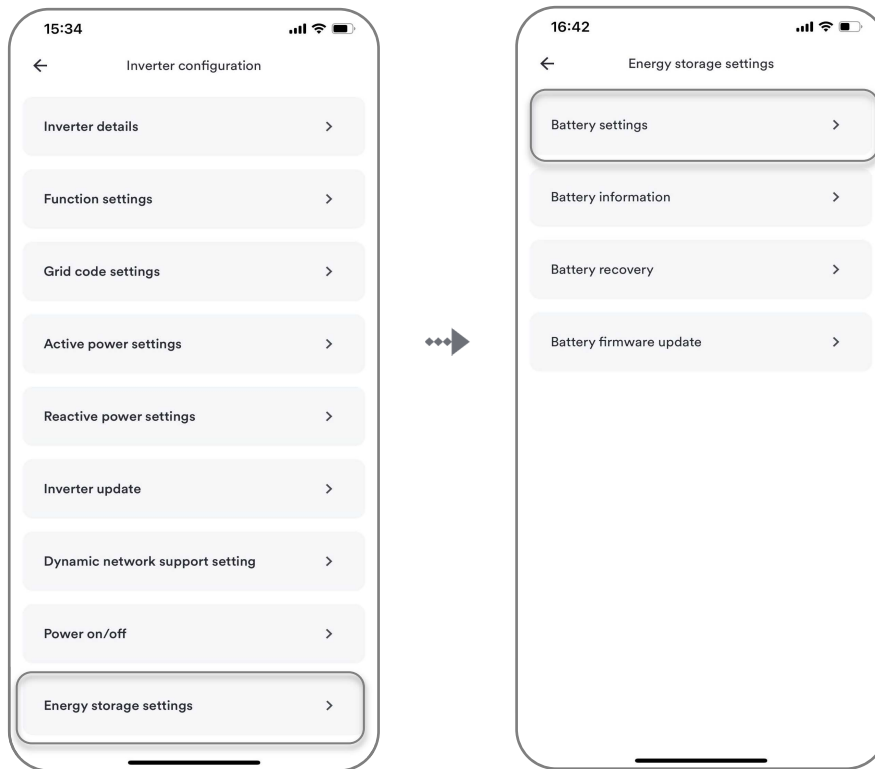 15:34
Inverter configuration
Inverter details
Function settings
Grid code settings
Active power settings
Reactive power settings
Inverter update
Dynamic network support setting
Power on/off
Energy storage settings
16:42
Energy storage settings
Battery settings
Battery information
Battery recovery
Battery firmware update